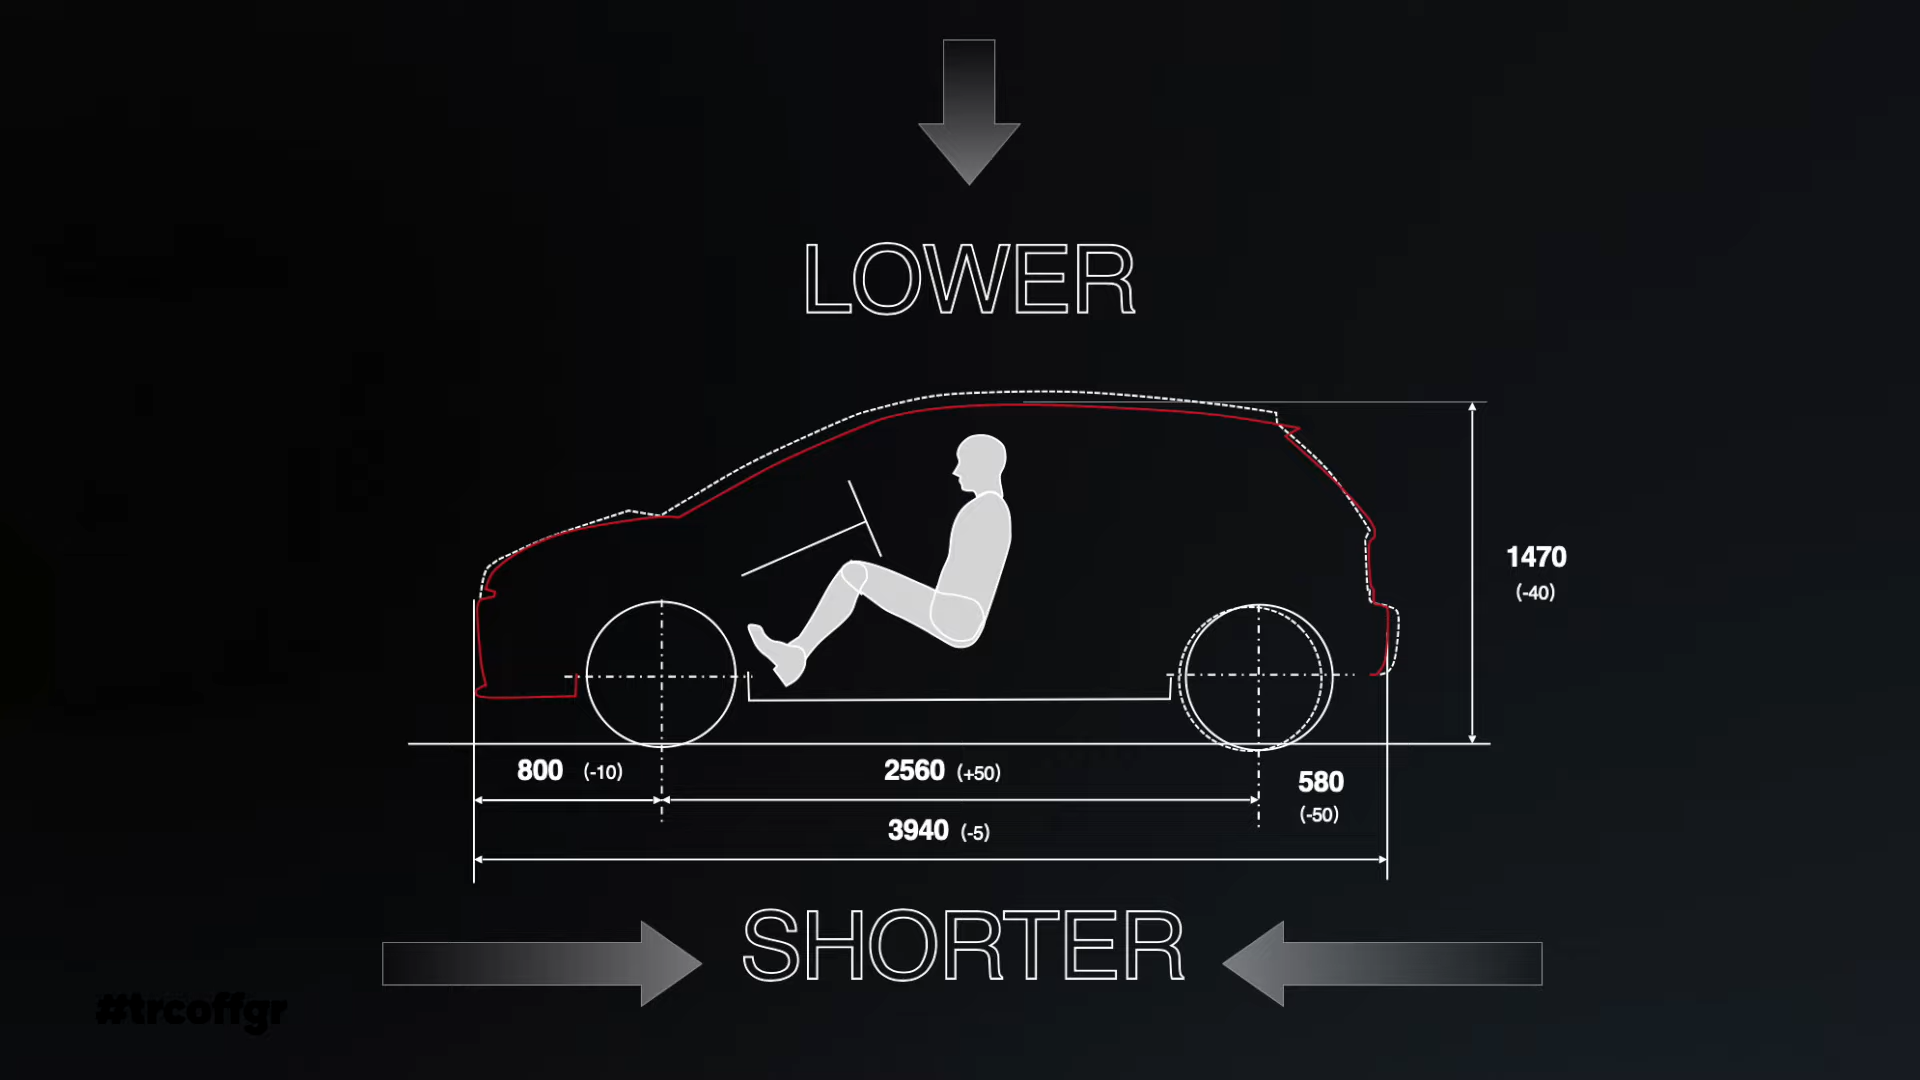 LOWER
1470
(-40)
800 (-10)
2560 (+50)
580
(-50)
3940 (-5)
SHORTER
#trcoffgr